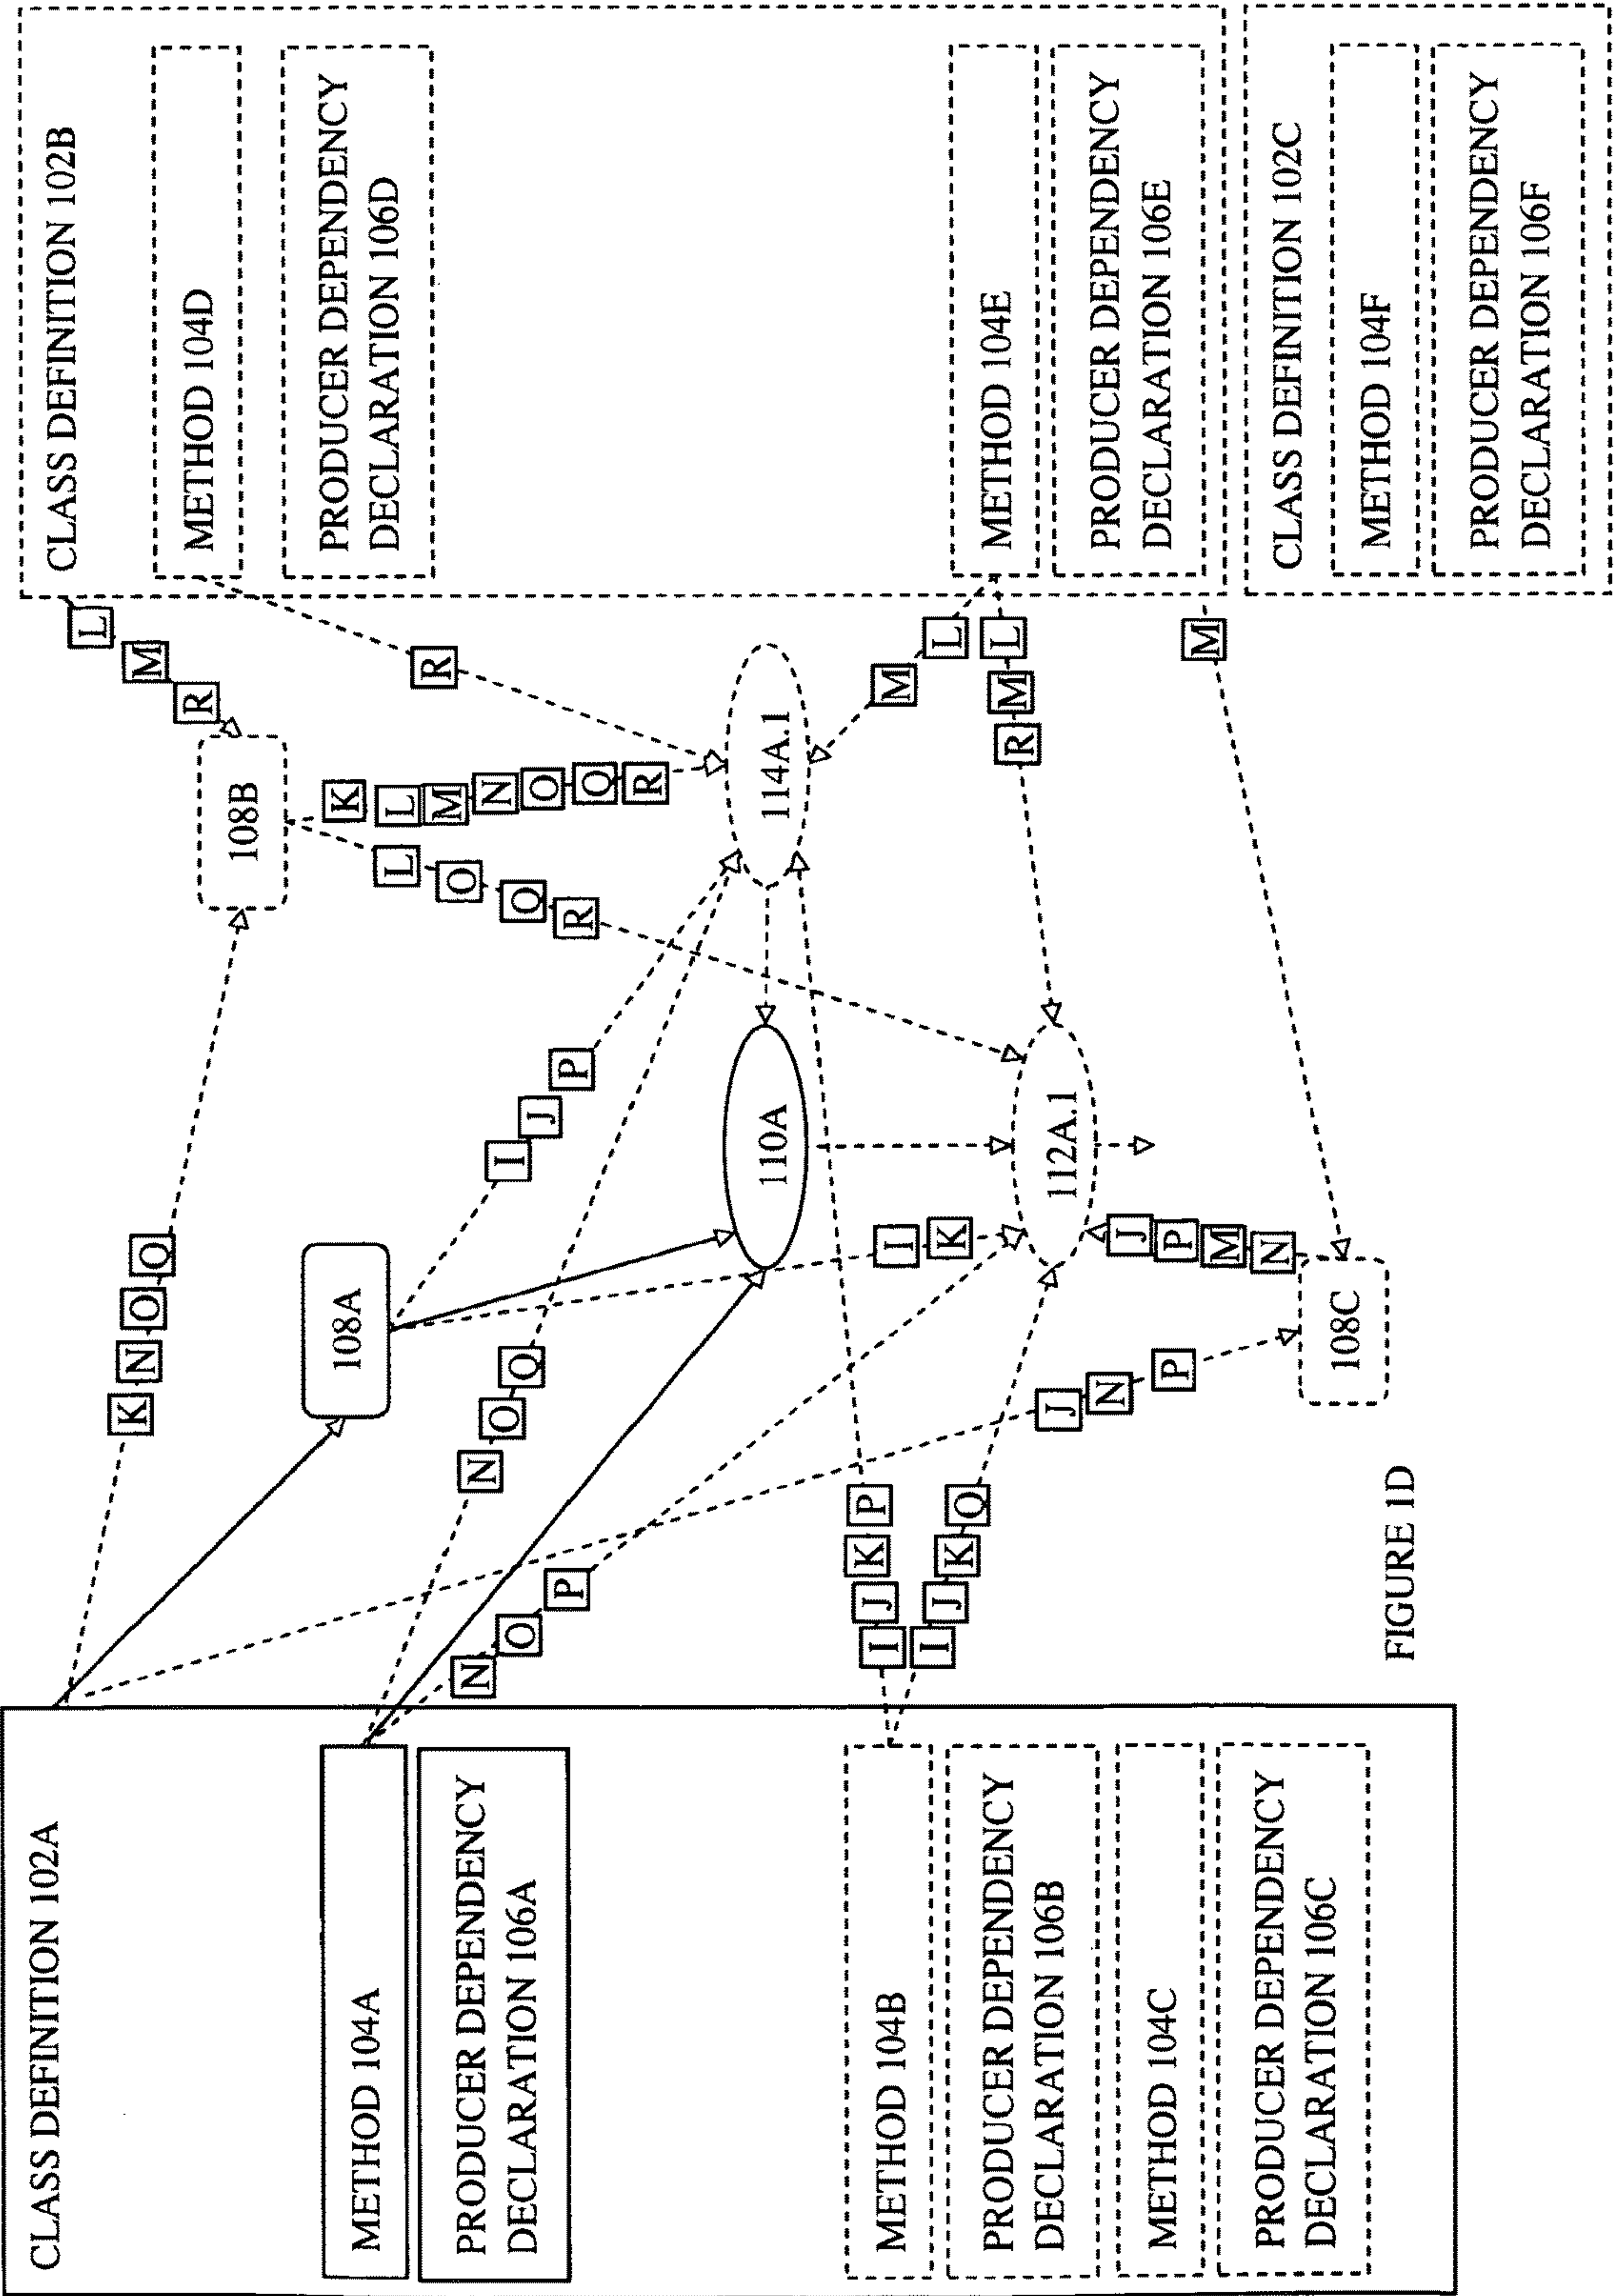 CLASS DEFINITION 102A
METHOD 104A
PRODUCER DEPENDENCY
DECLARATION 106A
METHOD 104B
PRODUCER DEPENDENCY
DECLARATION 106B
METHOD 104C
PRODUCER DEPENDENCY
DECLARATION 106C
K N O Q
108A
N O Q
N O P
I J K P
I J K Q
J N P
108C
I J P
I K
110A
112A.1
J P M N
108B
K L M N O Q R
L O Q R
114A.1
L M R
R
M L
R M L
M
CLASS DEFINITION 102B
METHOD 104D
PRODUCER DEPENDENCY
DECLARATION 106D
METHOD 104E
PRODUCER DEPENDENCY
DECLARATION 106E
CLASS DEFINITION 102C
METHOD 104F
PRODUCER DEPENDENCY
DECLARATION 106F
FIGURE 1D